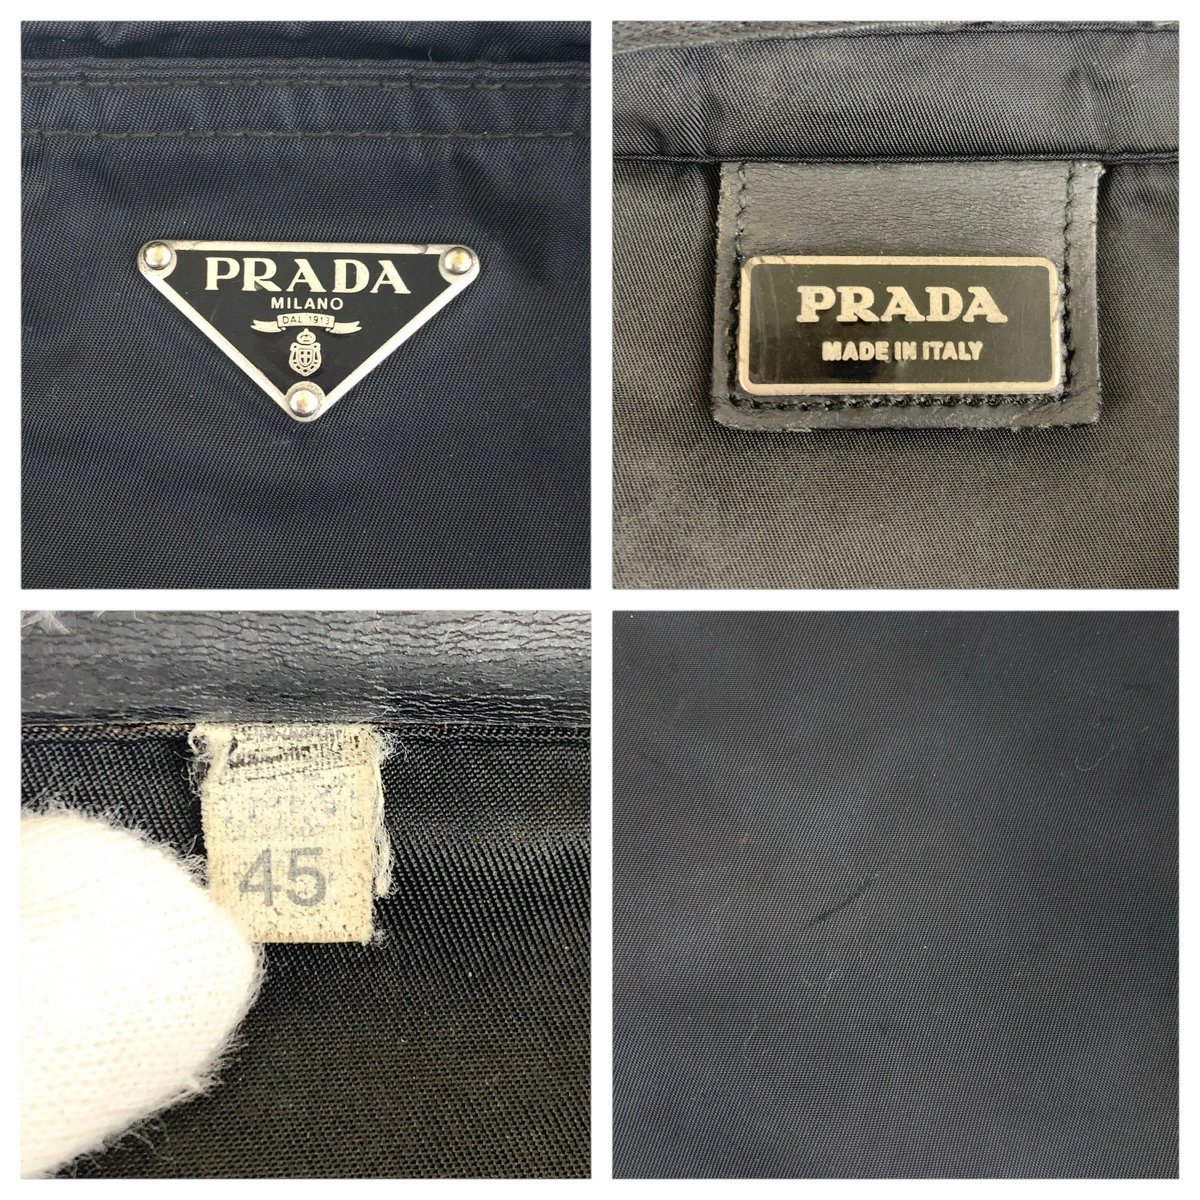 PRADA
MILANO
DAL 1913
PRADA
MADE IN ITALY
45